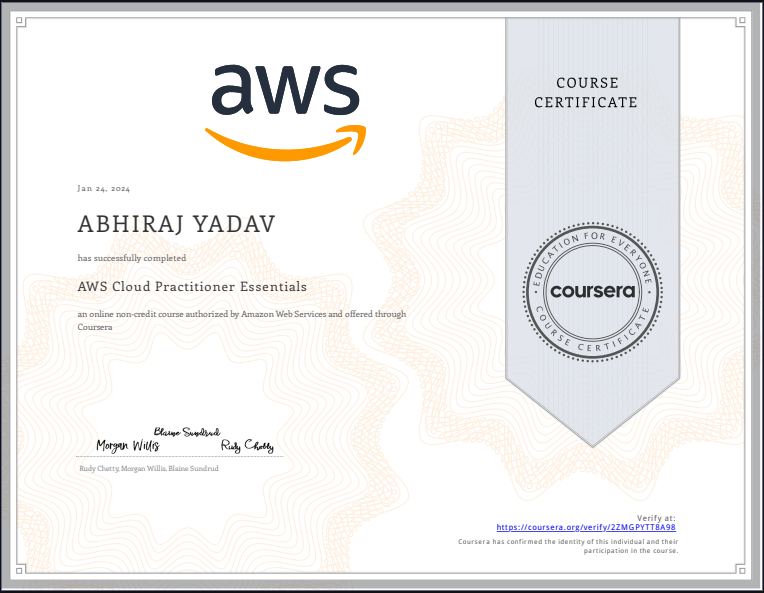 aws
COURSE
CERTIFICATE
Jan 24, 2024
ABHIRAJ YADAV
has successfully completed
AWS Cloud Practitioner Essentials
an online non-credit course authorized by Amazon Web Services and offered through
Coursera
EDUCATION FOR EVERYONE
coursera
COURSE CERTIFICATE
Blaine Sundrud
Morgan Willis
Rudy Chetty
Rudy Chetty, Morgan Willis, Blaine Sundrud
Verify at:
https://coursera.org/verify/2ZMGPYTT8A98
Coursera has confirmed the identity of this individual and their
participation in the course.